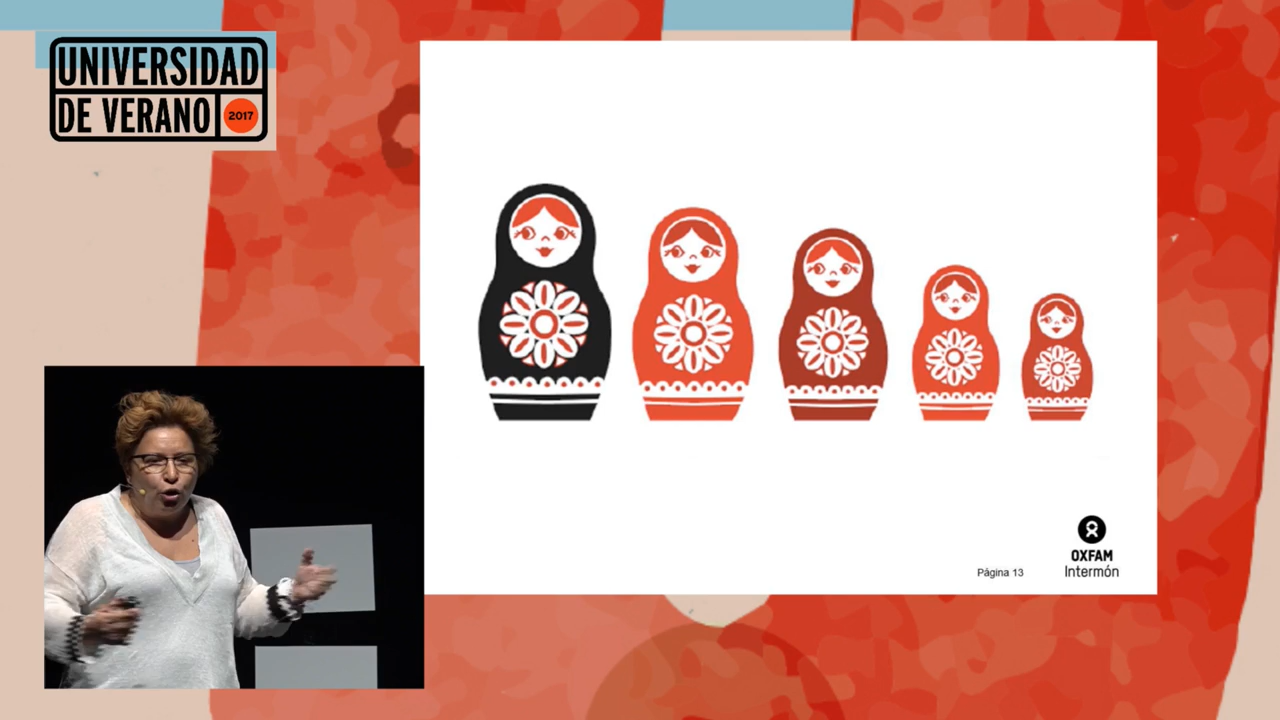 UNIVERSIDAD
DE VERANO 2017
Página 13
OXFAM
Intermón